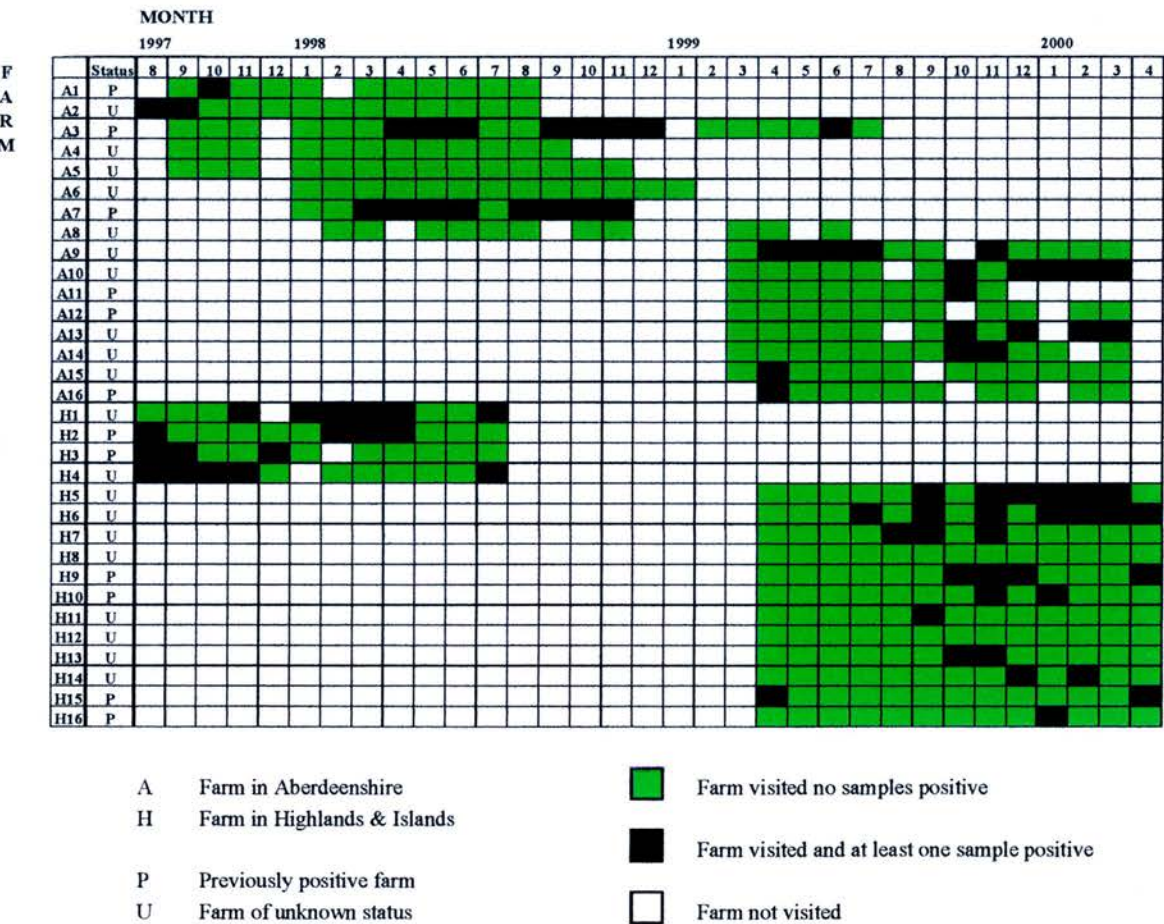 MONTH
1997 1998 1999 2000
F
A
R
M
Status 8 9 10 11 12 1 2 3 4 5 6 7 8 9 10 11 12 1 2 3 4 5 6 7 8 9 10 11 12 1 2 3 4
A1 P
A2 U
A3 P
A4 U
A5 U
A6 U
A7 P
A8 U
A9 U
A10 U
A11 P
A12 P
A13 U
A14 U
A15 U
A16 P
H1 U
H2 P
H3 P
H4 U
H5 U
H6 U
H7 U
H8 U
H9 P
H10 P
H11 U
H12 U
H13 U
H14 U
H15 P
H16 P
A Farm in Aberdeenshire
H Farm in Highlands & Islands
P Previously positive farm
U Farm of unknown status
Farm visited no samples positive
Farm visited and at least one sample positive
Farm not visited